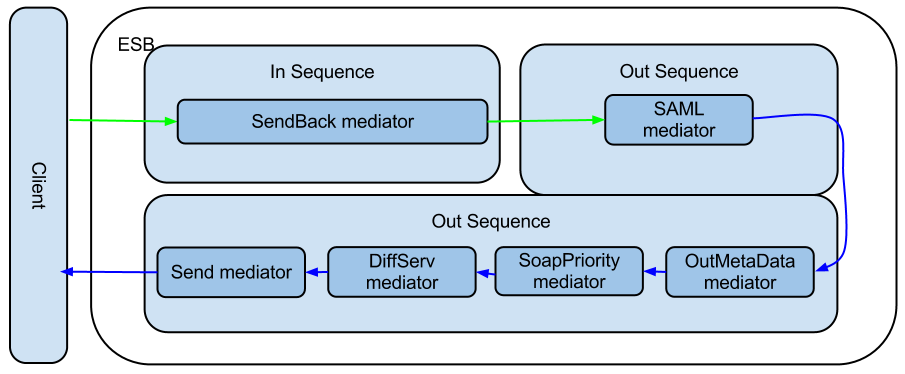 ESB
In Sequence
SendBack mediator
Out Sequence
SAML
mediator
Client
Out Sequence
Send mediator
DiffServ
mediator
SoapPriority
mediator
OutMetaData
mediator